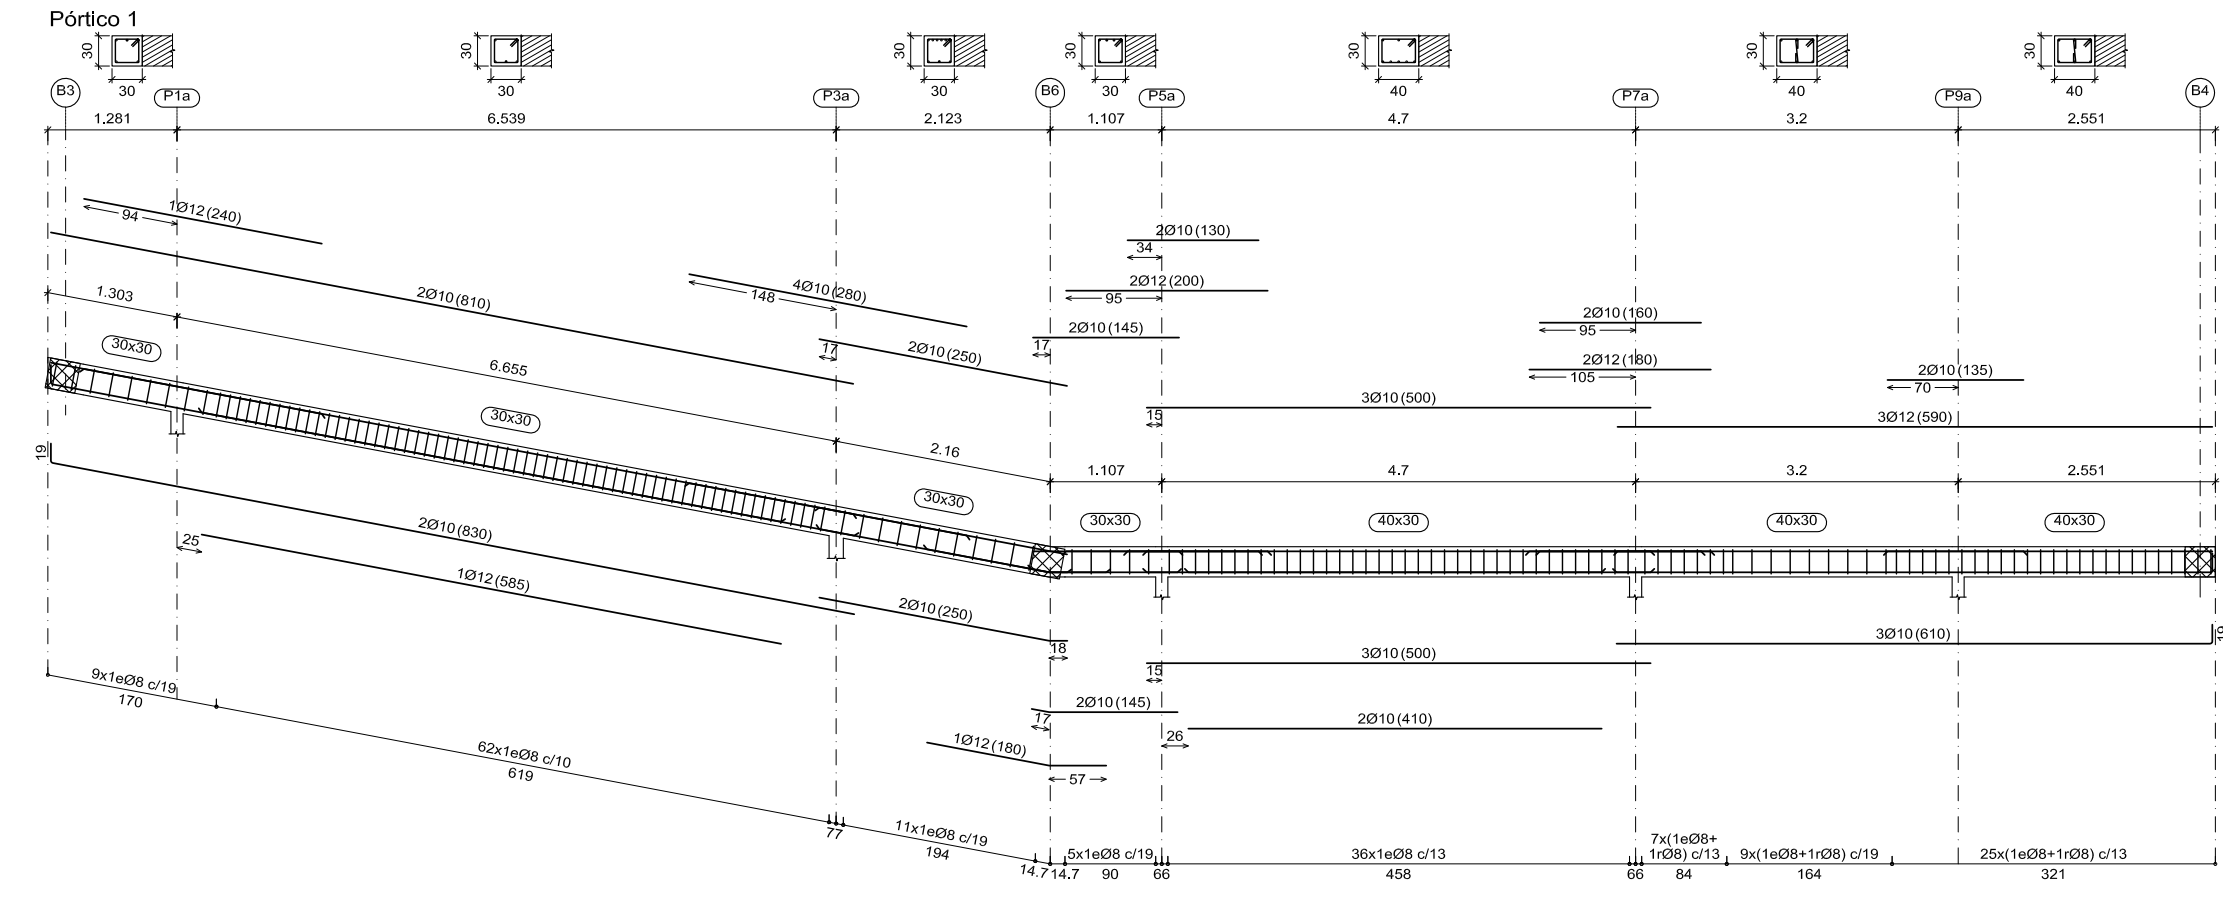 Pórtico 1
30 30 30 30 30 30 30
30 30 30 30 40 40 40
B3 P1a P3a B6 P5a P7a P9a B4
1.281 6.539 2.123 1.107 4.7 3.2 2.551
1Ø12(240)
94
2Ø10(130)
34
2Ø10(810)
4Ø10(280)
148
2Ø12(200)
95
1.303
2Ø10(160)
95
2Ø10(145)
17
2Ø10(250)
17
30x30
6.655
2Ø12(180)
105
2Ø10(135)
70
3Ø10(500)
15
30x30
3Ø12(590)
2.16
19
1.107 4.7 3.2 2.551
30x30
30x30 40x30 40x30 40x30
2Ø10(830)
25
1Ø12(585)
2Ø10(250)
18
3Ø10(610)
19
3Ø10(500)
15
9x1eØ8 c/19
170
2Ø10(145)
17
2Ø10(410)
26
1Ø12(180)
57
62x1eØ8 c/10
619
77
11x1eØ8 c/19
194
14.7 14.7
5x1eØ8 c/19
90
66
36x1eØ8 c/13
458
66
7x(1eØ8+
1rØ8) c/13
84
9x(1eØ8+1rØ8) c/19
164
25x(1eØ8+1rØ8) c/13
321